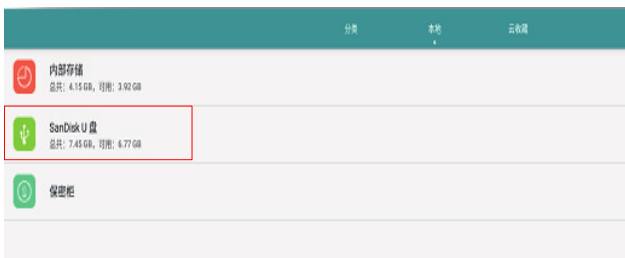 分类
本地
云收藏
内部存储
总共: 4.15 GB, 可用: 3.92 GB
SanDisk U 盘
总共: 7.45 GB, 可用: 6.77 GB
保密柜